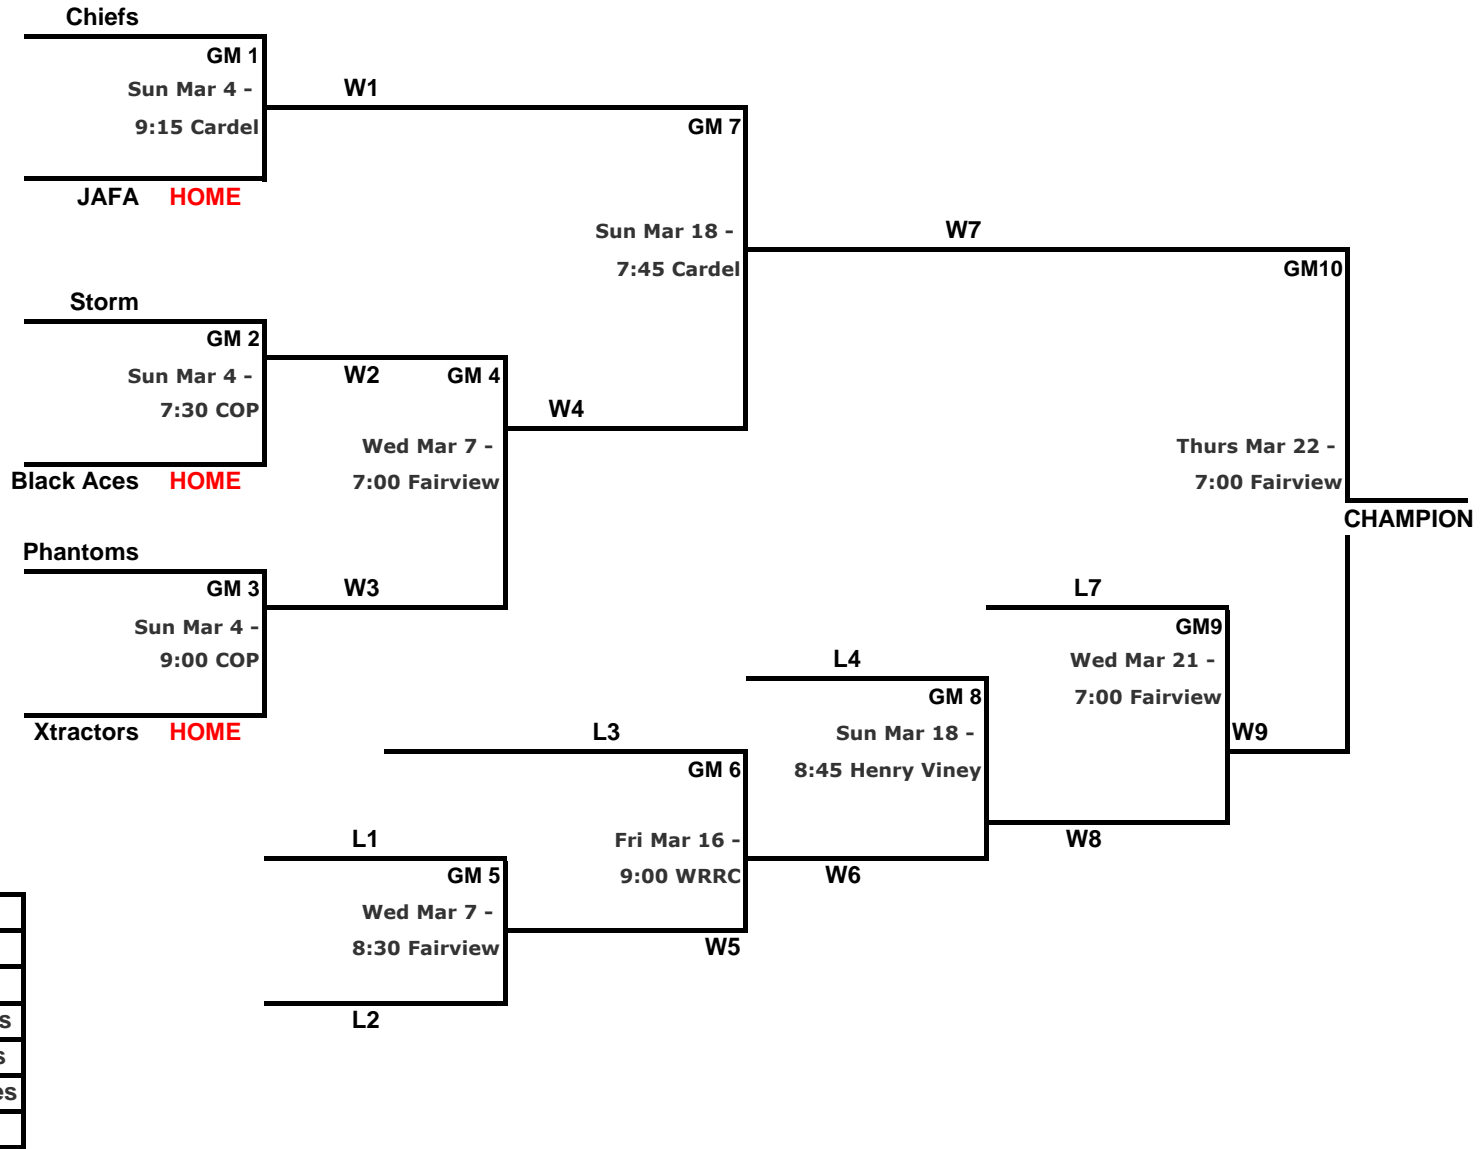 Chiefs
GM 1
Sun Mar 4 -
9:15 Cardel
JAFA HOME
W1
GM 7
Sun Mar 18 -
7:45 Cardel
W7
GM10
Storm
GM 2
Sun Mar 4 -
7:30 COP
Black Aces HOME
W2 GM 4
Wed Mar 7 -
7:00 Fairview
W4
Thurs Mar 22 -
7:00 Fairview
CHAMPION
Phantoms
GM 3
Sun Mar 4 -
9:00 COP
Xtractors HOME
W3
L7
GM9
Wed Mar 21 -
7:00 Fairview
W9
L4
GM 8
Sun Mar 18 -
8:45 Henry Viney
W8
L3
GM 6
Fri Mar 16 -
9:00 WRRC
W6
L1
GM 5
Wed Mar 7 -
8:30 Fairview
W5
L2
s
s
es